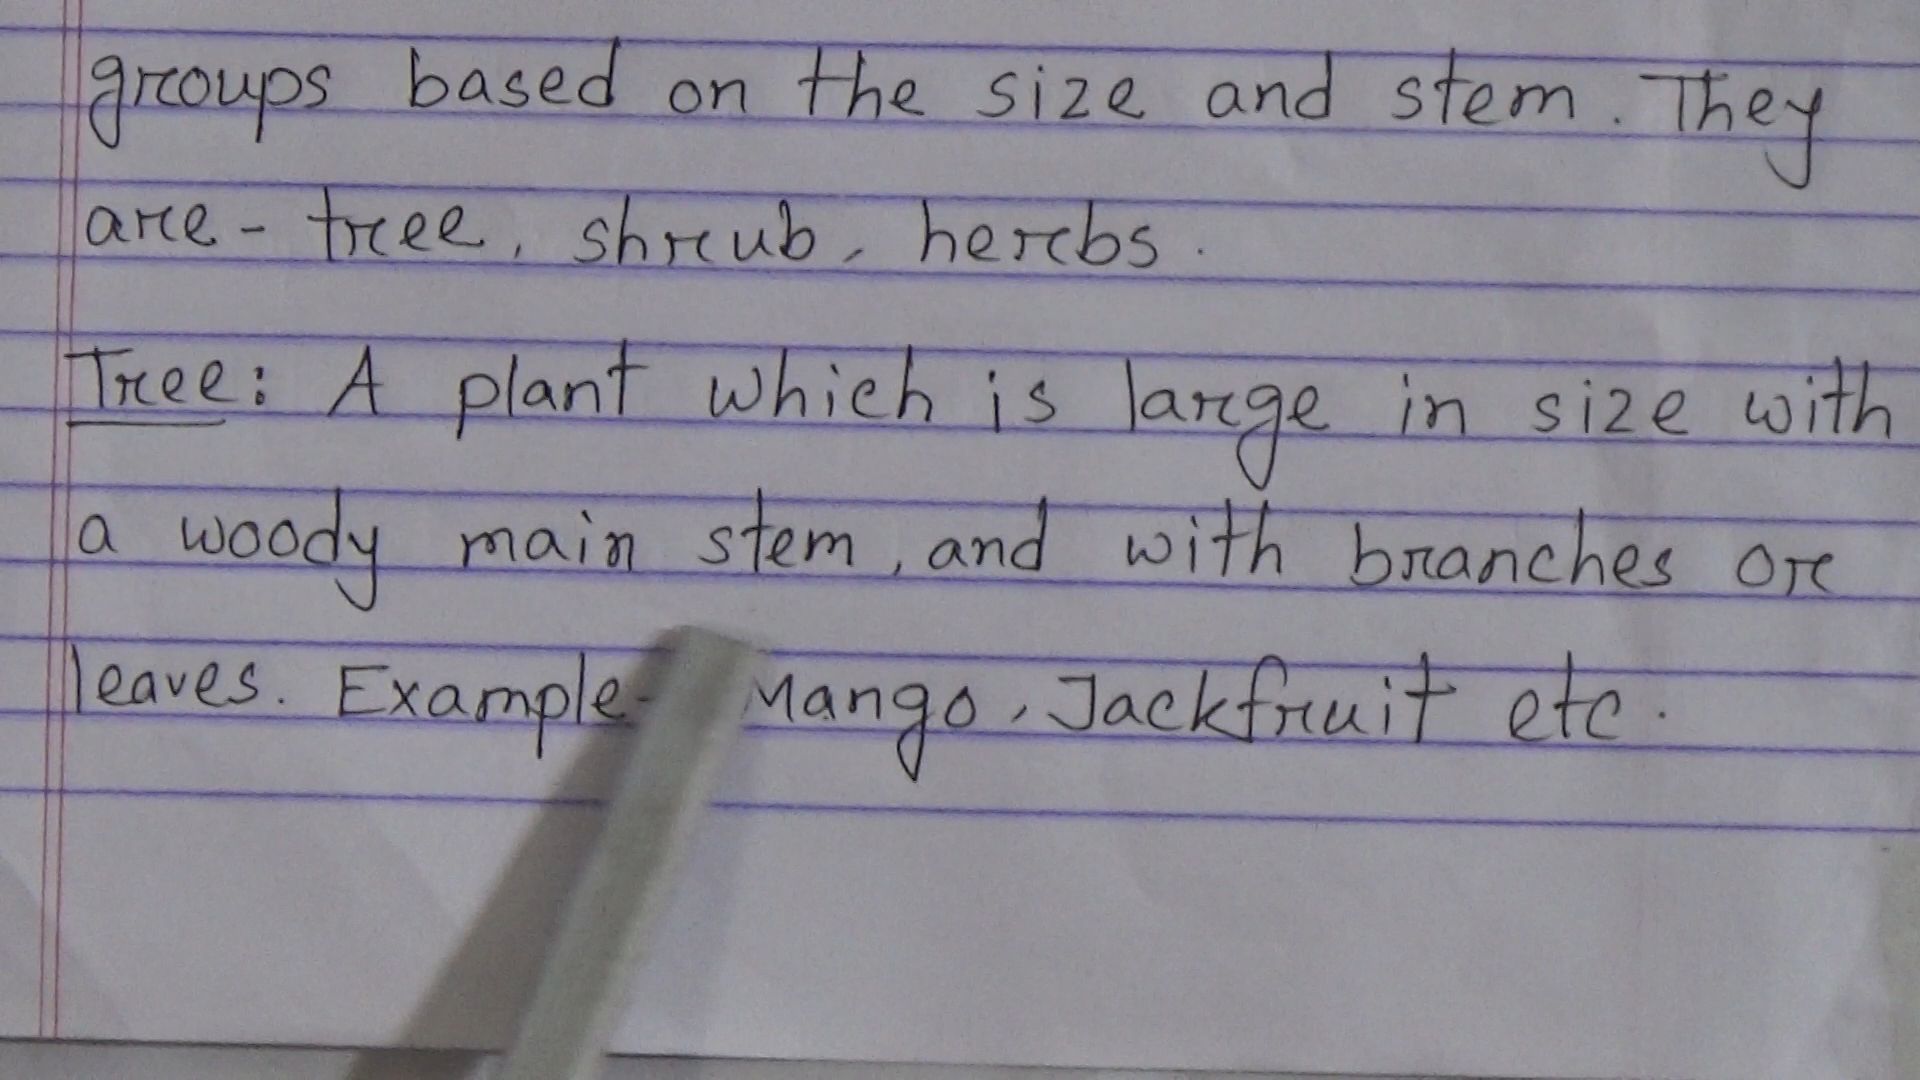 groups based on the size and stem. They
are - tree, shrub, herbs.
Tree: A plant which is large in size with
a woody main stem, and with branches or
leaves. Example- Mango, Jackfruit etc.